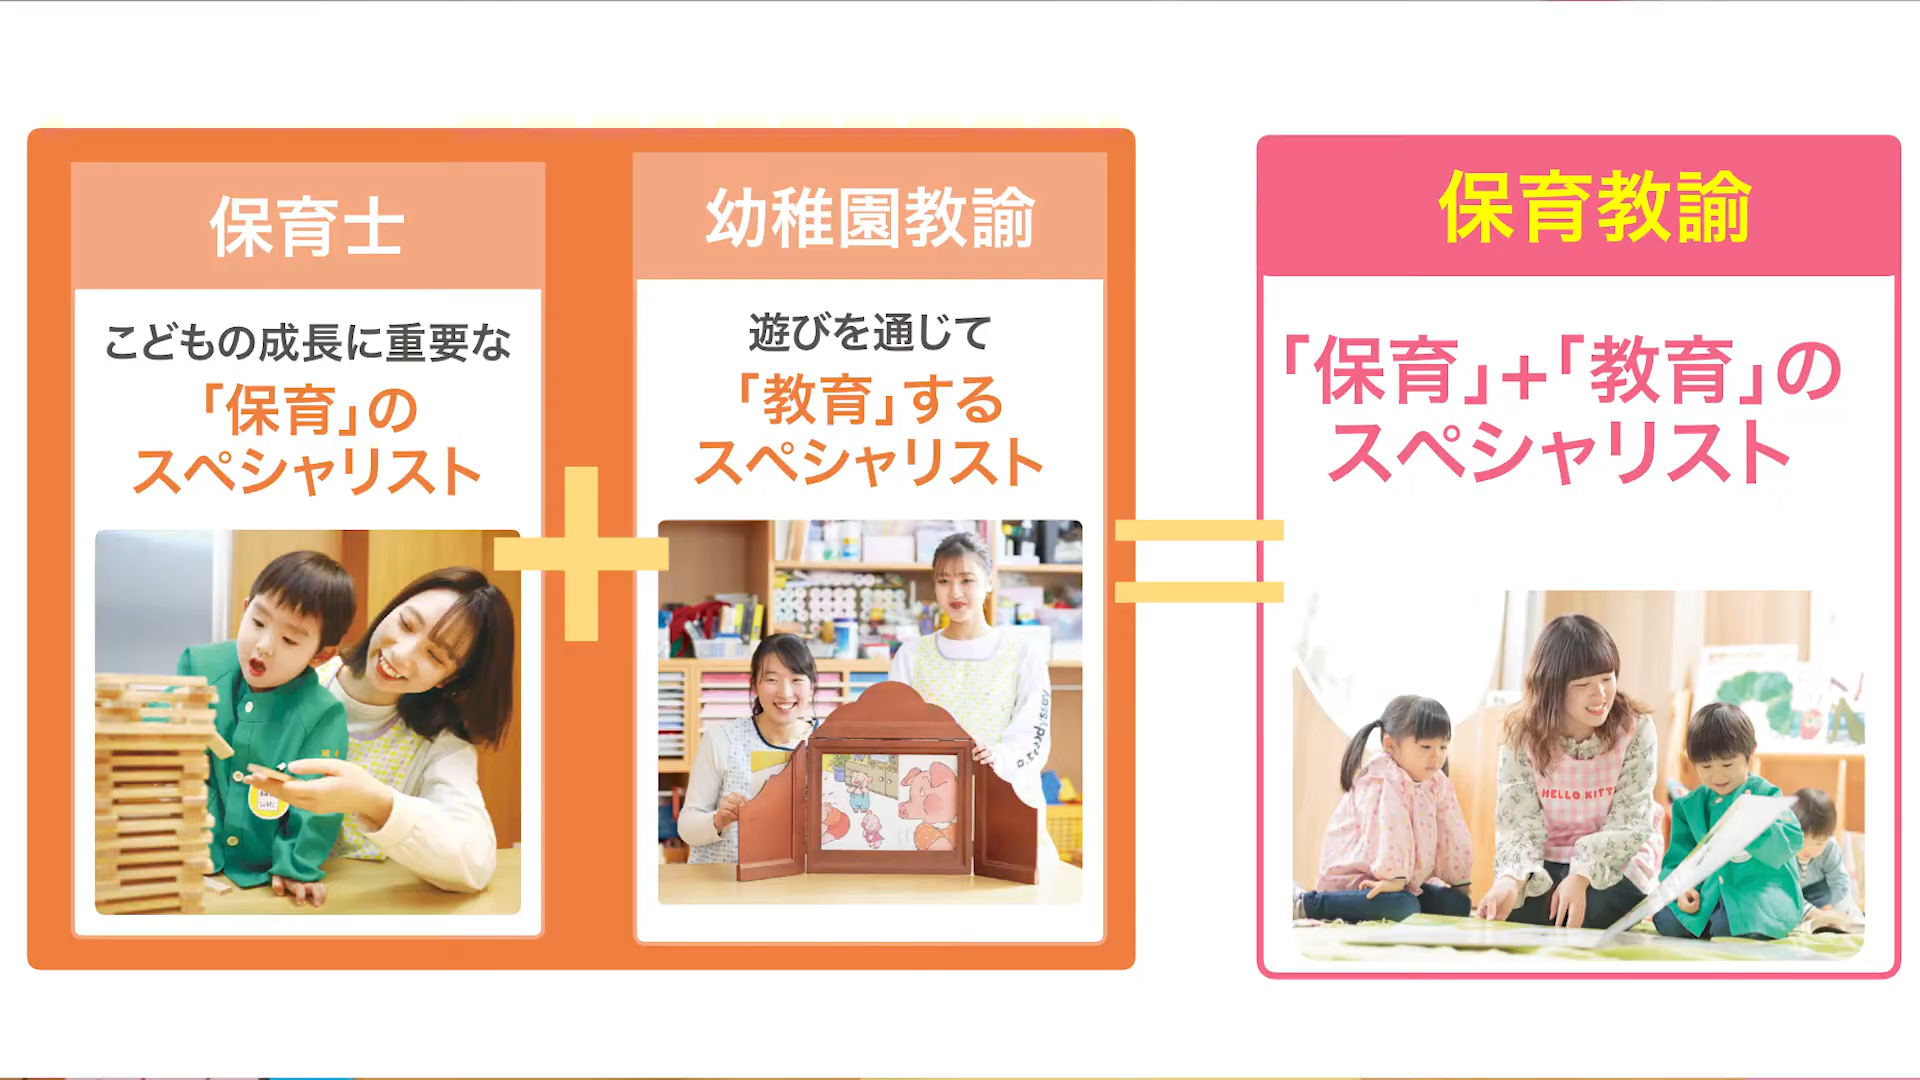 保育士
こどもの成長に重要な
「保育」の
スペシャリスト
+
幼稚園教諭
遊びを通じて
「教育」する
スペシャリスト
=
保育教諭
「保育」+「教育」の
スペシャリスト
HELLO KITTY